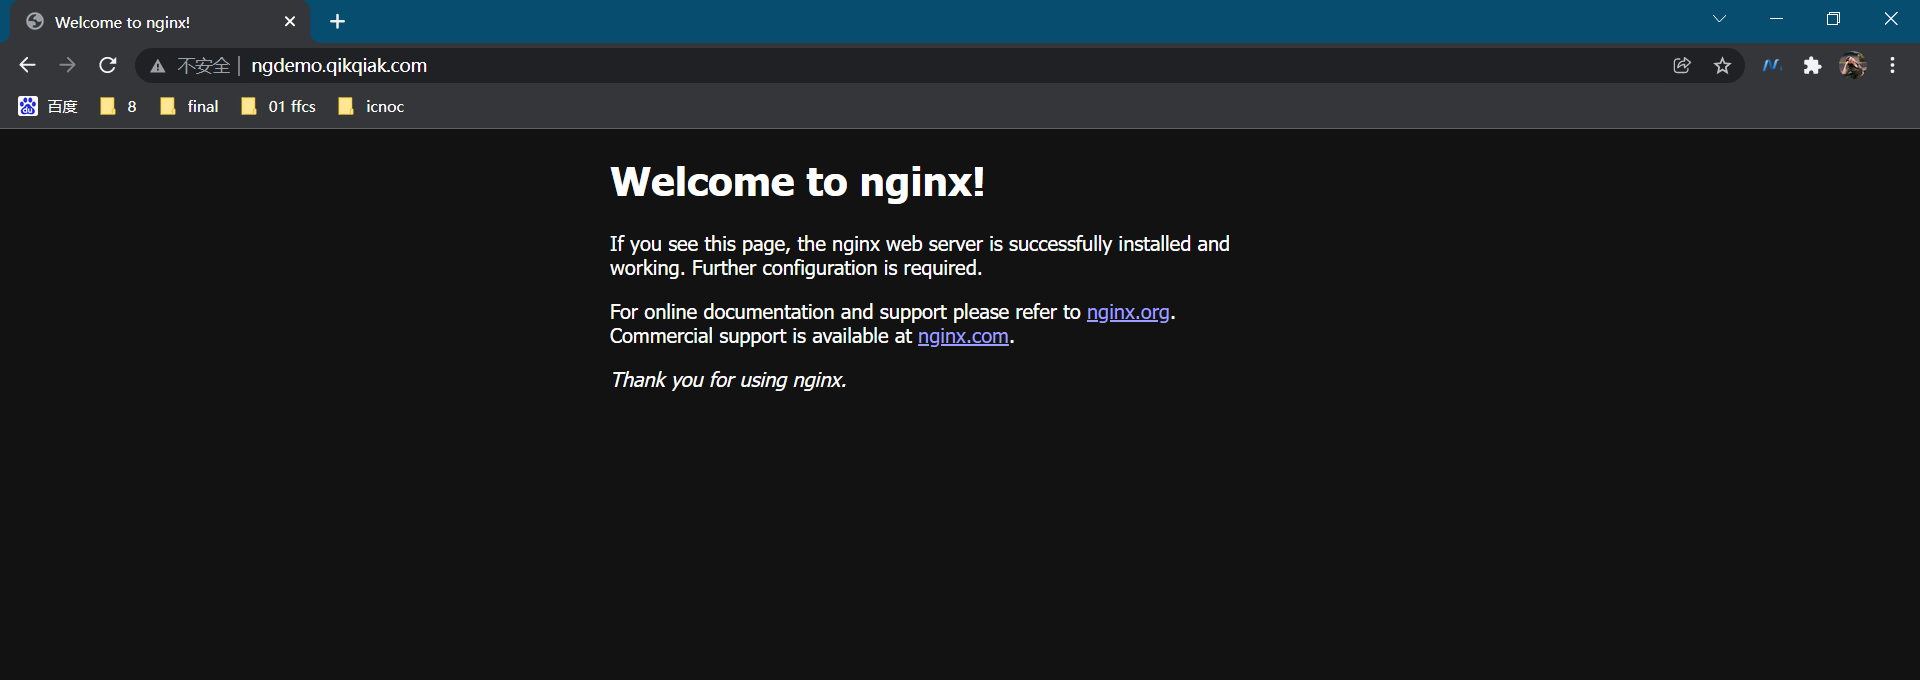 Welcome to nginx!
不安全 | ngdemo.qikqiak.com
百度 8 final 01 ffcs icnoc
Welcome to nginx!
If you see this page, the nginx web server is successfully installed and
working. Further configuration is required.
For online documentation and support please refer to nginx.org.
Commercial support is available at nginx.com.
Thank you for using nginx.